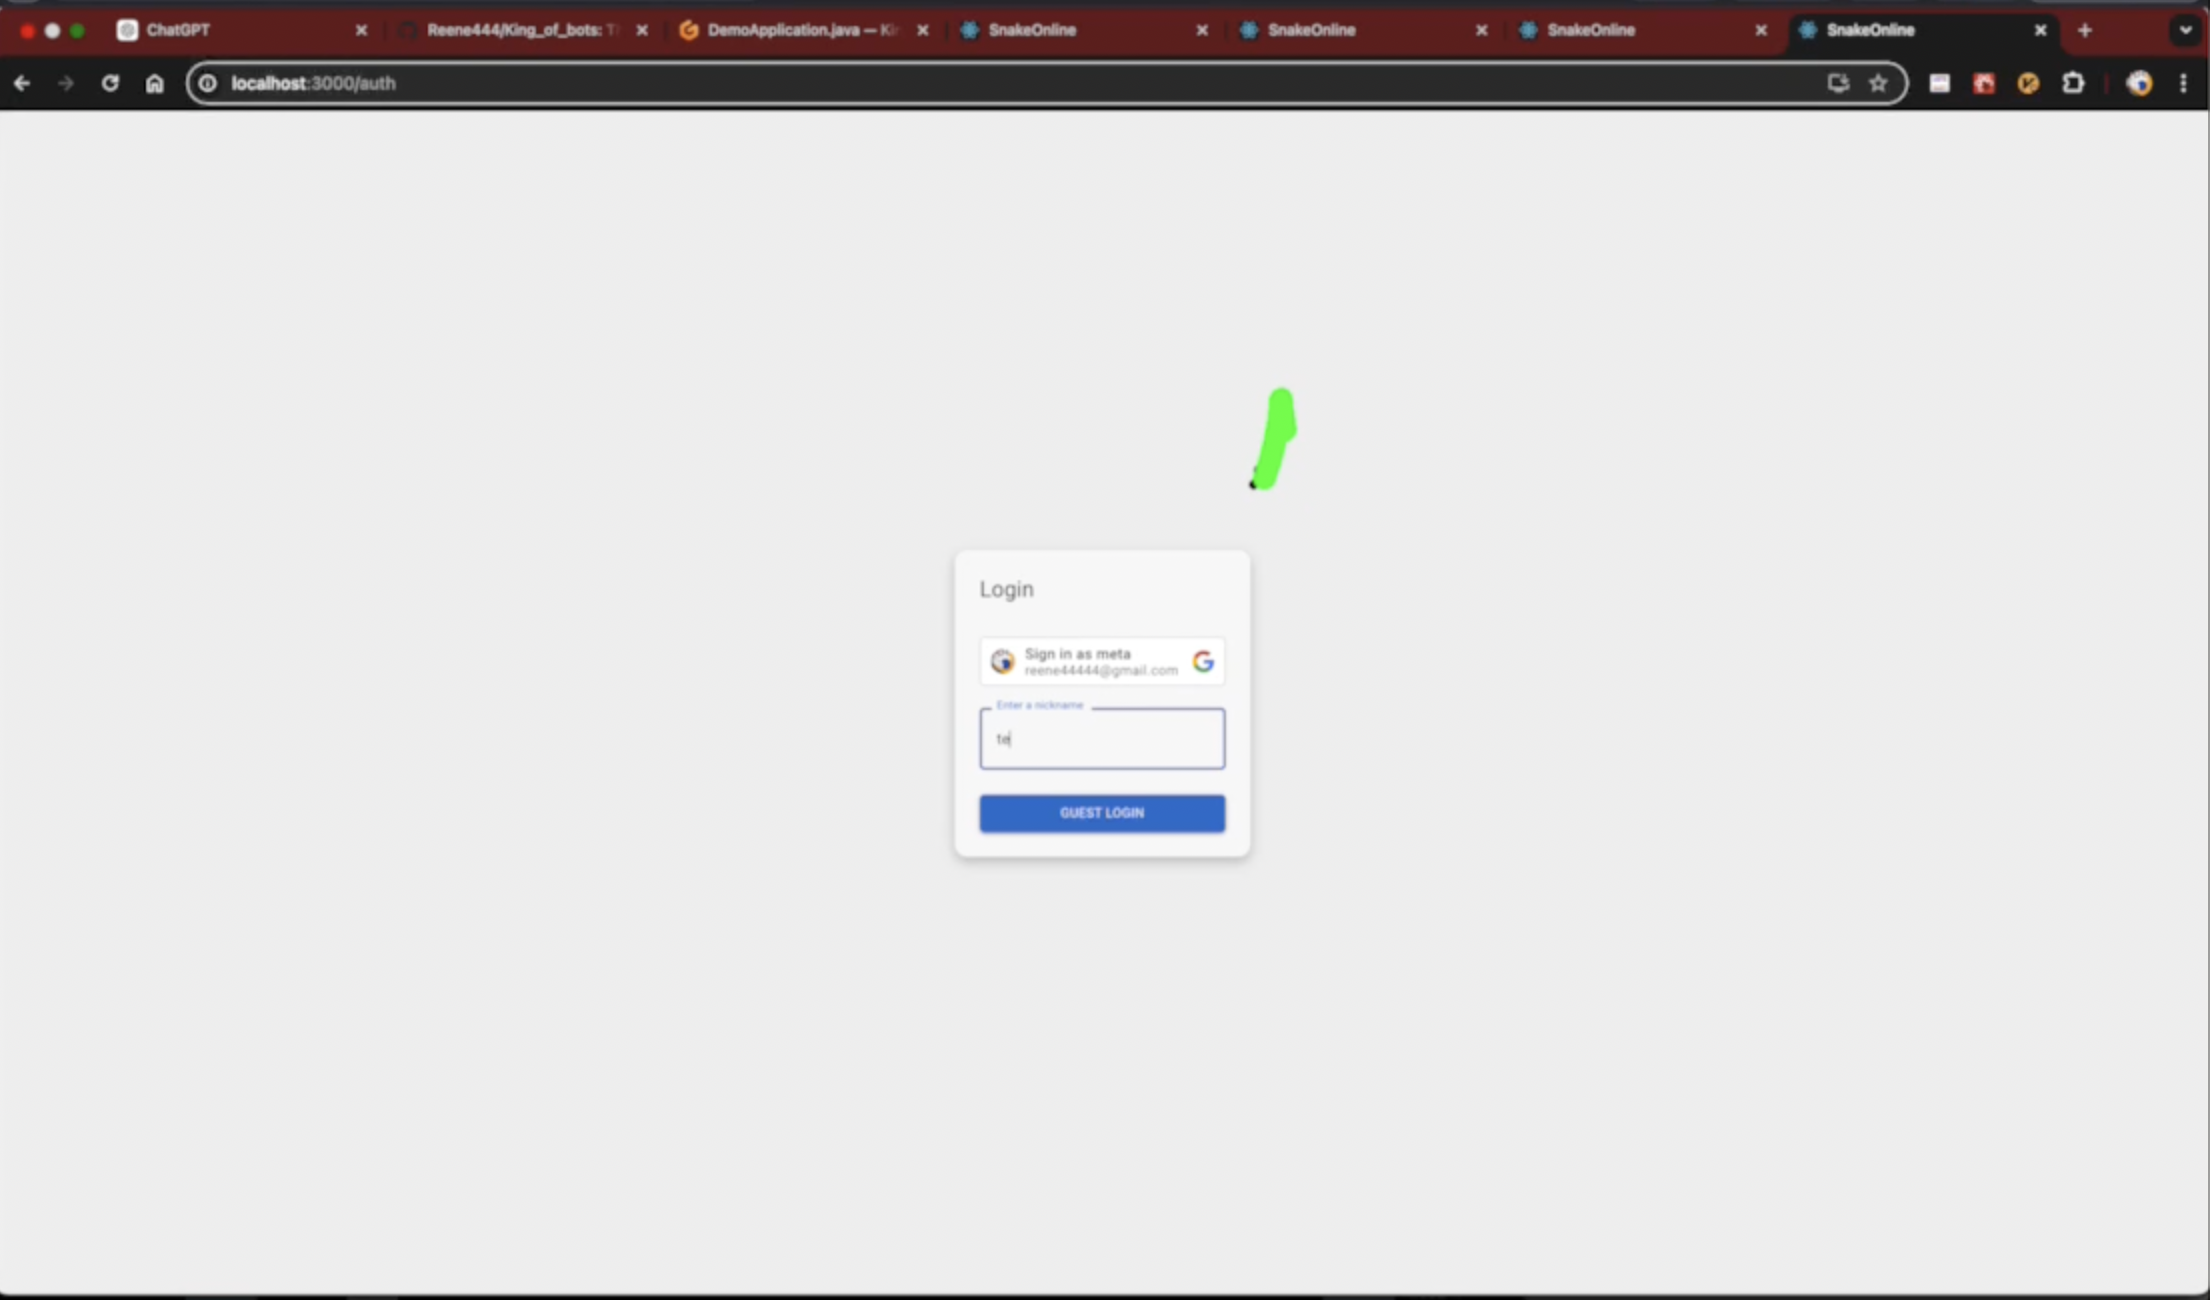 ChatGPT
Reene444/King_of_bots:
DemoApplication.java —
SnakeOnline
SnakeOnline
SnakeOnline
SnakeOnline
localhost:3000/auth
Login
Sign in as meta
reene44444@gmail.com
Enter a nickname
te
GUEST LOGIN